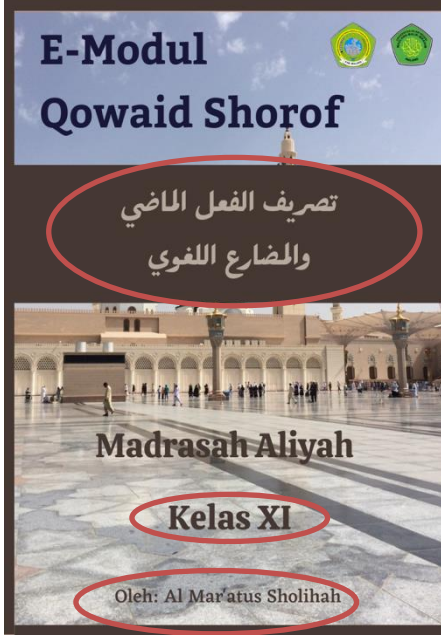 E-Modul
Qowaid Shorof
تصريف الفعل الماضي
والمضارع اللغوي
Madrasah Aliyah
Kelas XI
Oleh: Al Mar'atus Sholihah